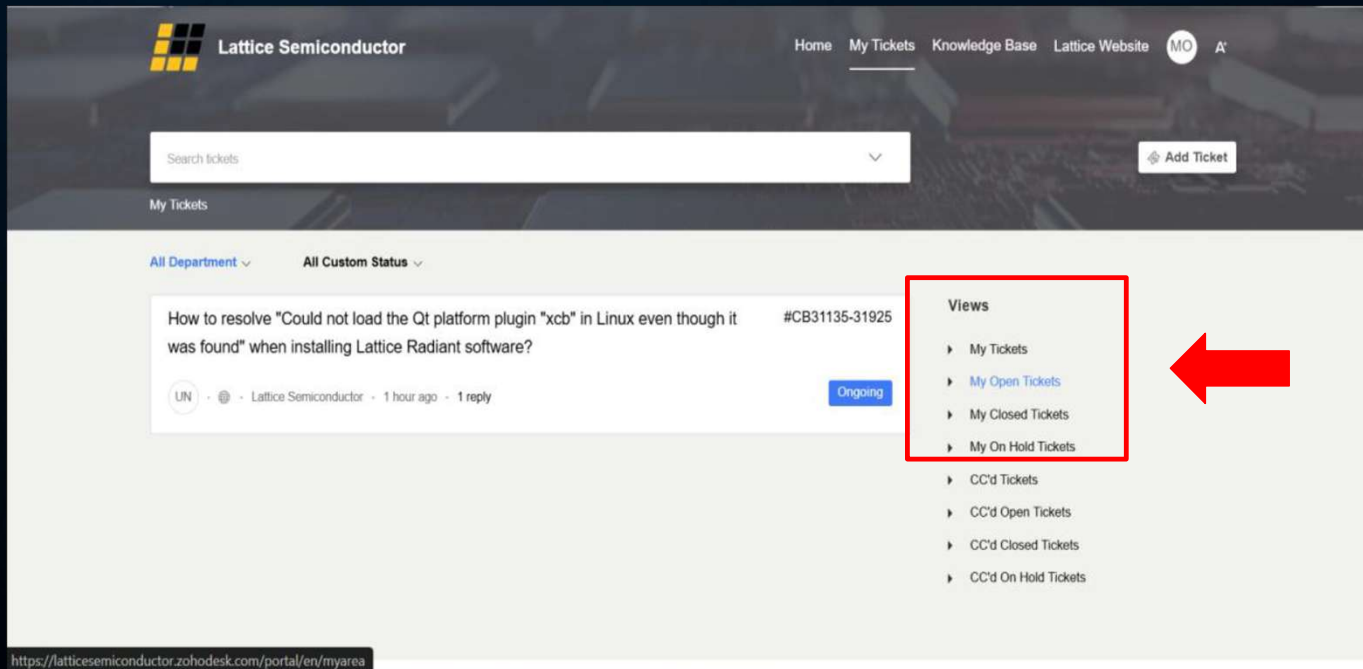 Lattice Semiconductor
Home My Tickets Knowledge Base Lattice Website MO A+
Search tickets
Add Ticket
My Tickets
All Department
All Custom Status
How to resolve "Could not load the Qt platform plugin "xcb" in Linux even though it
was found" when installing Lattice Radiant software?
#CB31135-31925
UN - - Lattice Semiconductor - 1 hour ago - 1 reply
Ongoing
Views
My Tickets
My Open Tickets
My Closed Tickets
My On Hold Tickets
CC'd Tickets
CC'd Open Tickets
CC'd Closed Tickets
CC'd On Hold Tickets
https://latticesemiconductor.zohodesk.com/portal/en/myarea